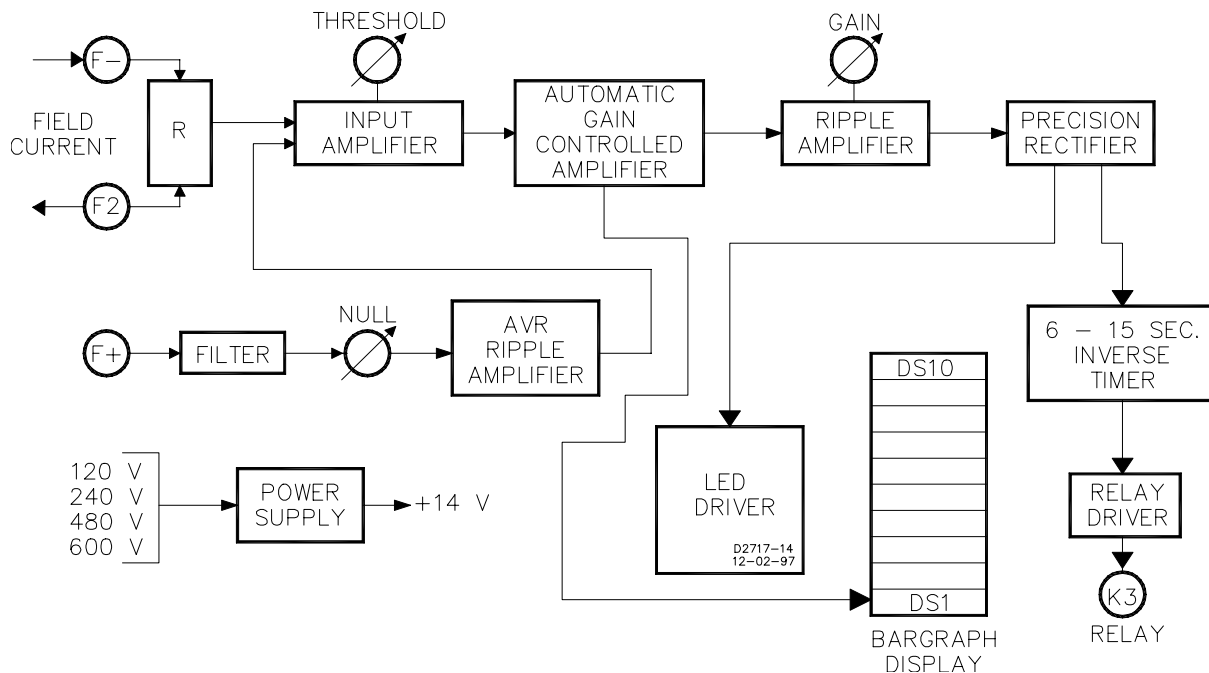 THRESHOLD
GAIN
F-
FIELD
CURRENT
R
F2
INPUT
AMPLIFIER
AUTOMATIC
GAIN
CONTROLLED
AMPLIFIER
RIPPLE
AMPLIFIER
PRECISION
RECTIFIER
NULL
F+
FILTER
AVR
RIPPLE
AMPLIFIER
6 - 15 SEC.
INVERSE
TIMER
120 V
240 V
480 V
600 V
POWER
SUPPLY
+14 V
LED
DRIVER
D2717-14
12-02-97
DS10
DS1
BARGRAPH
DISPLAY
RELAY
DRIVER
K3
RELAY